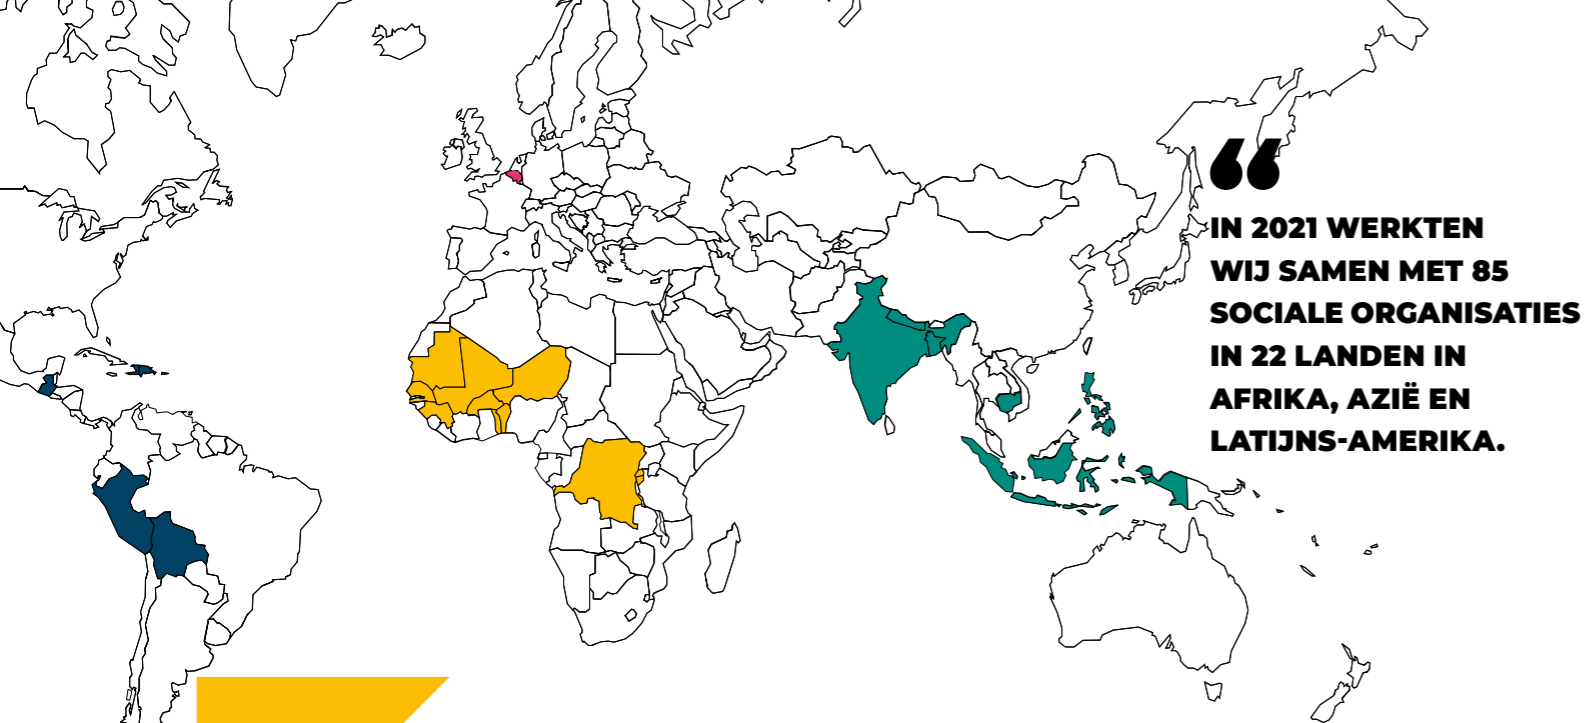 “
IN 2021 WERKTEN
WIJ SAMEN MET 85
SOCIALE ORGANISATIES
IN 22 LANDEN IN
AFRIKA, AZIË EN
LATIJNS-AMERIKA.